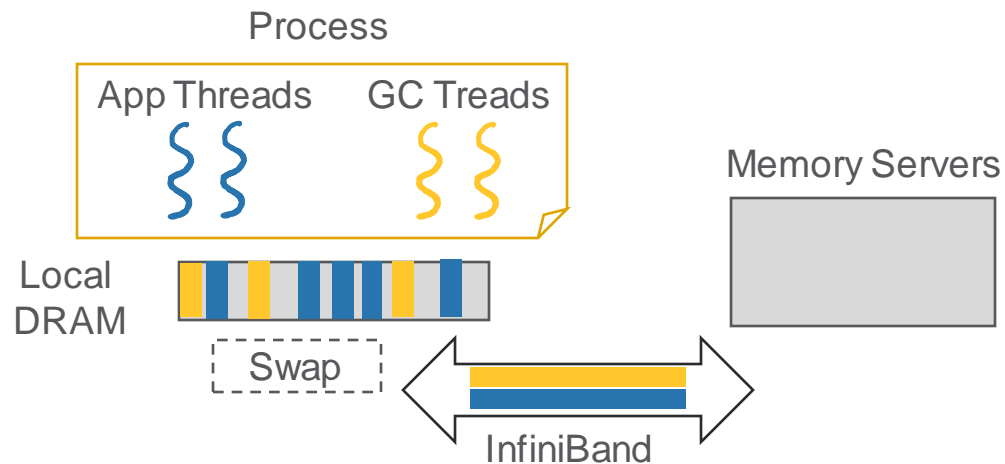 Process
App Threads
GC Treads
Memory Servers
Local
DRAM
Swap
InfiniBand